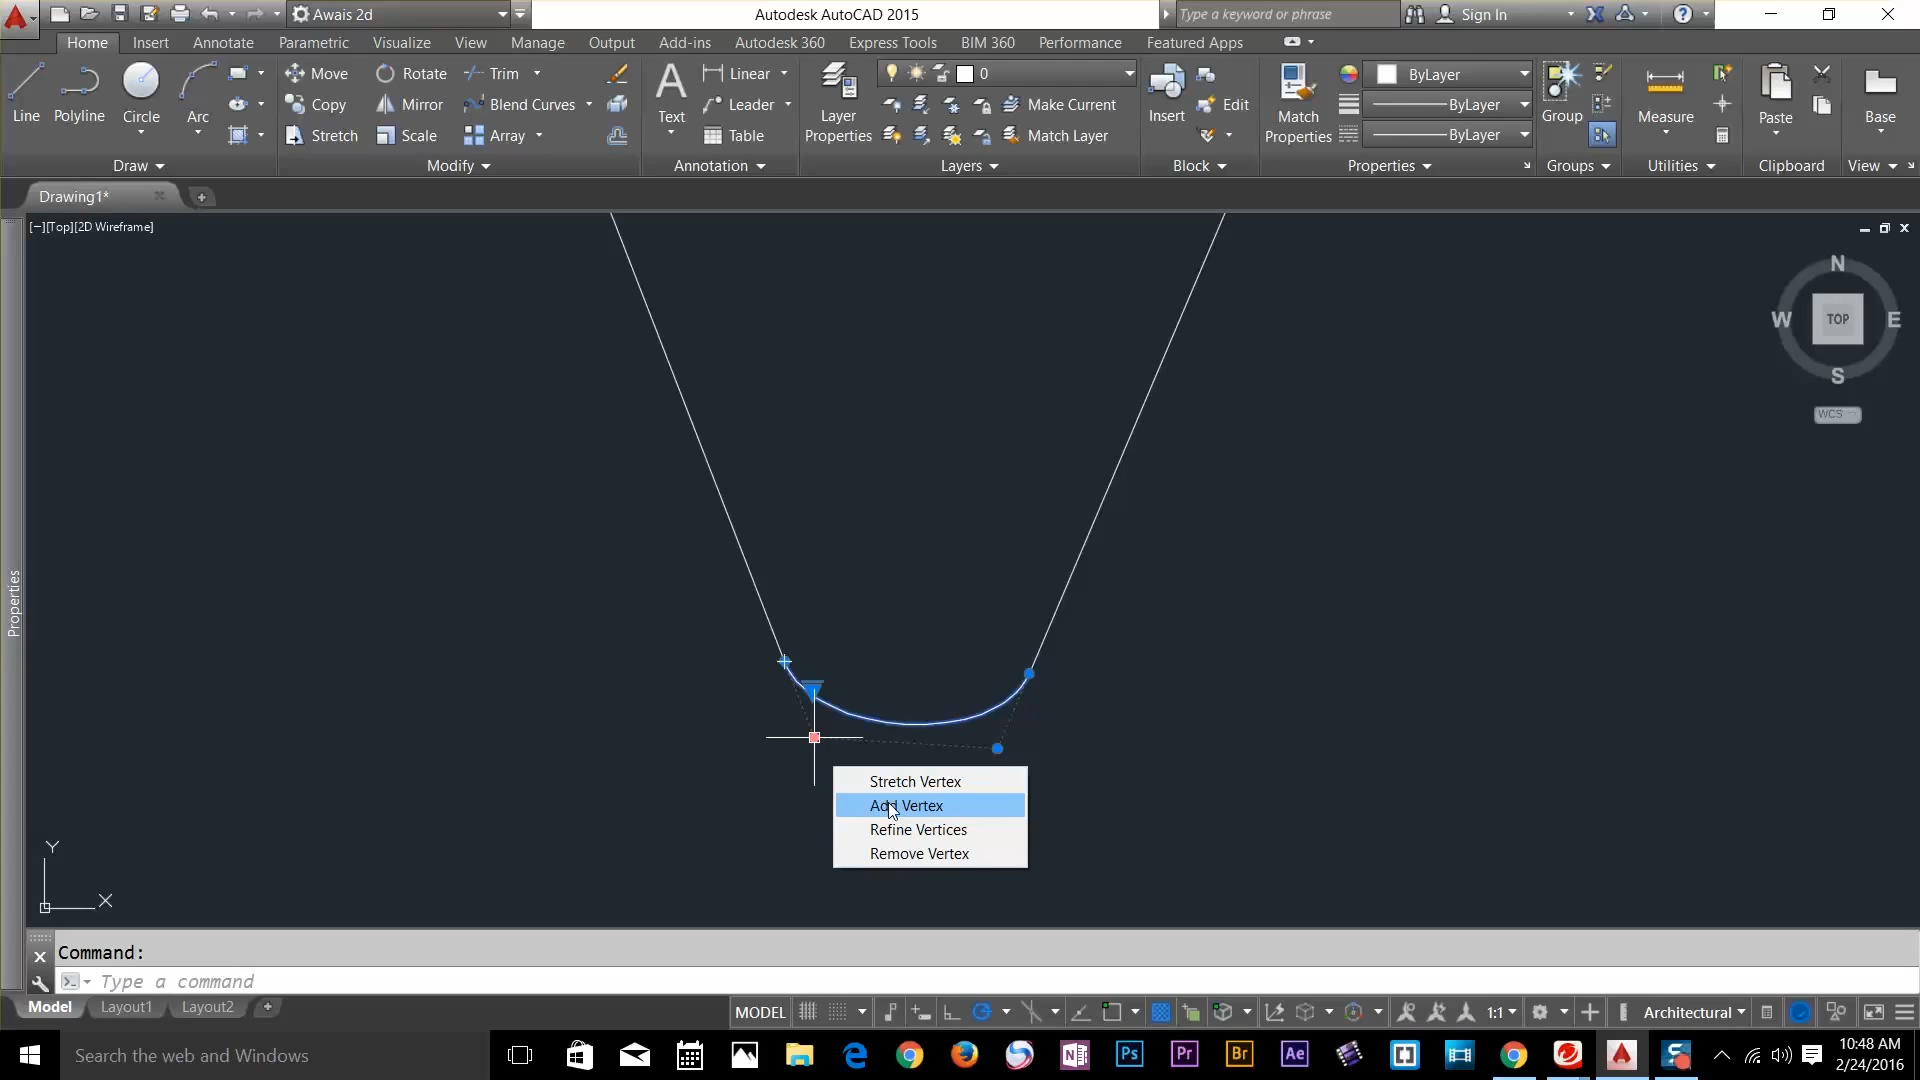 Awais 2d
Autodesk AutoCAD 2015
Type a keyword or phrase
Sign In
Home Insert Annotate Parametric Visualize View Manage Output Add-ins Autodesk 360 Express Tools BIM 360 Performance Featured Apps
Move Rotate Trim Linear 0 ByLayer
Line Polyline Circle Arc Copy Mirror Blend Curves Text Leader Layer Properties Make Current Insert Edit Match Properties ByLayer Group Measure Paste Base
Stretch Scale Array Table Match Layer ByLayer
Draw Modify Annotation Layers Block Properties Groups Utilities Clipboard View
Drawing1*
[−][Top][2D Wireframe]
N
W TOP E
S
WCS
Properties
Stretch Vertex
Add Vertex
Refine Vertices
Remove Vertex
Y
X
Command:
Type a command
Model Layout1 Layout2
MODEL 1:1 Architectural
Search the web and Windows
N Ps Pr Br Ae
10:48 AM
2/24/2016